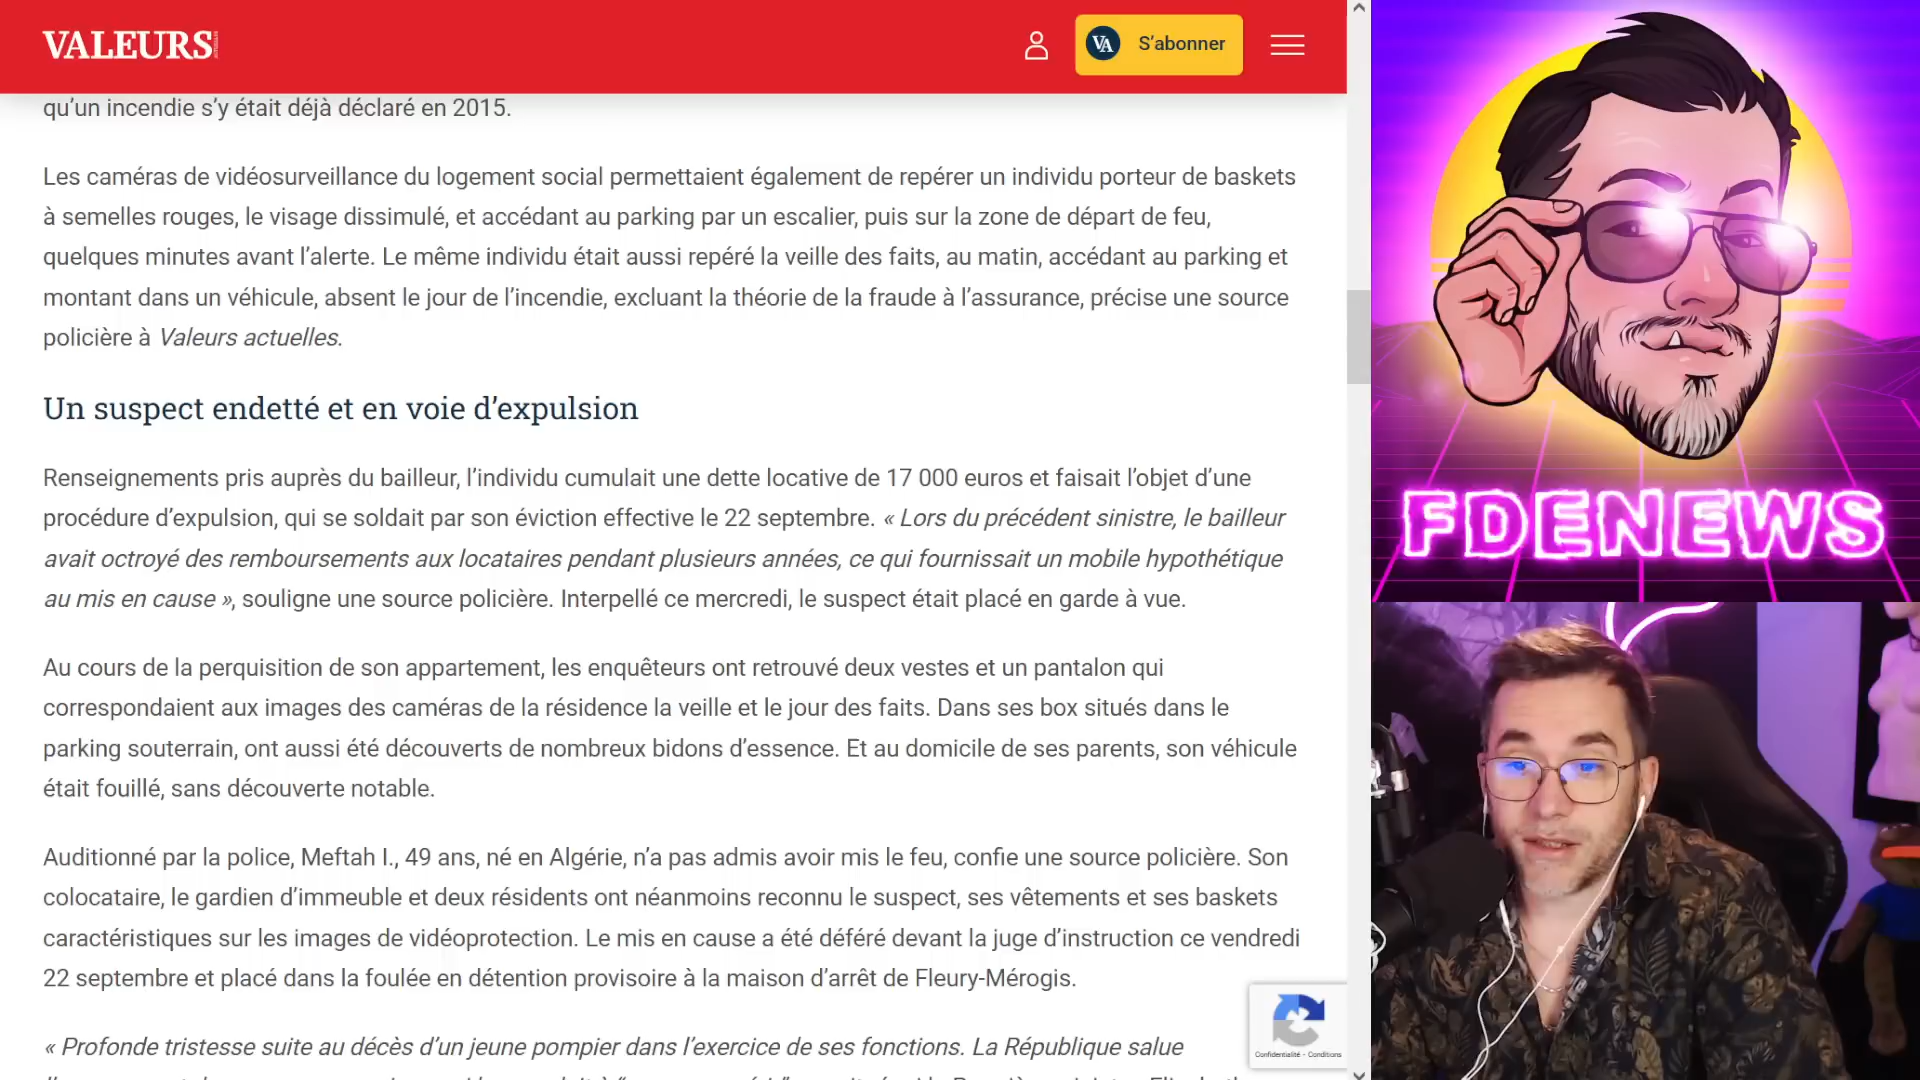 VALEURS
VA S'abonner
qu'un incendie s'y était déjà déclaré en 2015.
Les caméras de vidéosurveillance du logement social permettaient également de repérer un individu porteur de baskets
à semelles rouges, le visage dissimulé, et accédant au parking par un escalier, puis sur la zone de départ de feu,
quelques minutes avant l'alerte. Le même individu était aussi repéré la veille des faits, au matin, accédant au parking et
montant dans un véhicule, absent le jour de l'incendie, excluant la théorie de la fraude à l'assurance, précise une source
policière à Valeurs actuelles.
Un suspect endetté et en voie d'expulsion
Renseignements pris auprès du bailleur, l'individu cumulait une dette locative de 17 000 euros et faisait l'objet d'une
procédure d'expulsion, qui se soldait par son éviction effective le 22 septembre. « Lors du précédent sinistre, le bailleur
avait octroyé des remboursements aux locataires pendant plusieurs années, ce qui fournissait un mobile hypothétique
au mis en cause », souligne une source policière. Interpellé ce mercredi, le suspect était placé en garde à vue.
Au cours de la perquisition de son appartement, les enquêteurs ont retrouvé deux vestes et un pantalon qui
correspondaient aux images des caméras de la résidence la veille et le jour des faits. Dans ses box situés dans le
parking souterrain, ont aussi été découverts de nombreux bidons d'essence. Et au domicile de ses parents, son véhicule
était fouillé, sans découverte notable.
Auditionné par la police, Meftah I., 49 ans, né en Algérie, n'a pas admis avoir mis le feu, confie une source policière. Son
colocataire, le gardien d'immeuble et deux résidents ont néanmoins reconnu le suspect, ses vêtements et ses baskets
caractéristiques sur les images de vidéoprotection. Le mis en cause a été déféré devant la juge d'instruction ce vendredi
22 septembre et placé dans la foulée en détention provisoire à la maison d'arrêt de Fleury-Mérogis.
« Profonde tristesse suite au décès d'un jeune pompier dans l'exercice de ses fonctions. La République salue
Confidentialité - Conditions
FDENEWS